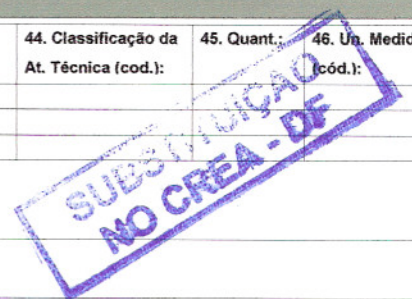 44. Classificação da
At. Técnica (cod.):
45. Quant.:
46. Un. Medid
(cód.):
SUBSTITUIÇÃO
NO CREA - DF